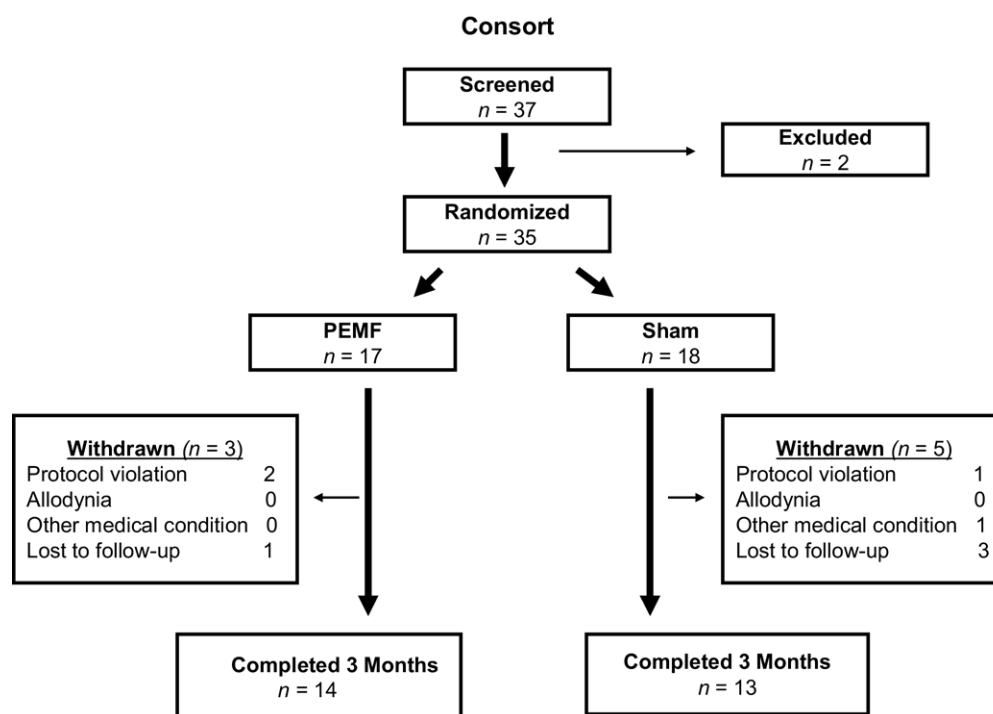 Consort
Screened
n = 37
Excluded
n = 2
Randomized
n = 35
PEMF
n = 17
Sham
n = 18
Withdrawn (n = 3)
Protocol violation 2
Allodynia 0
Other medical condition 0
Lost to follow-up 1
Withdrawn (n = 5)
Protocol violation 1
Allodynia 0
Other medical condition 1
Lost to follow-up 3
Completed 3 Months
n = 14
Completed 3 Months
n = 13